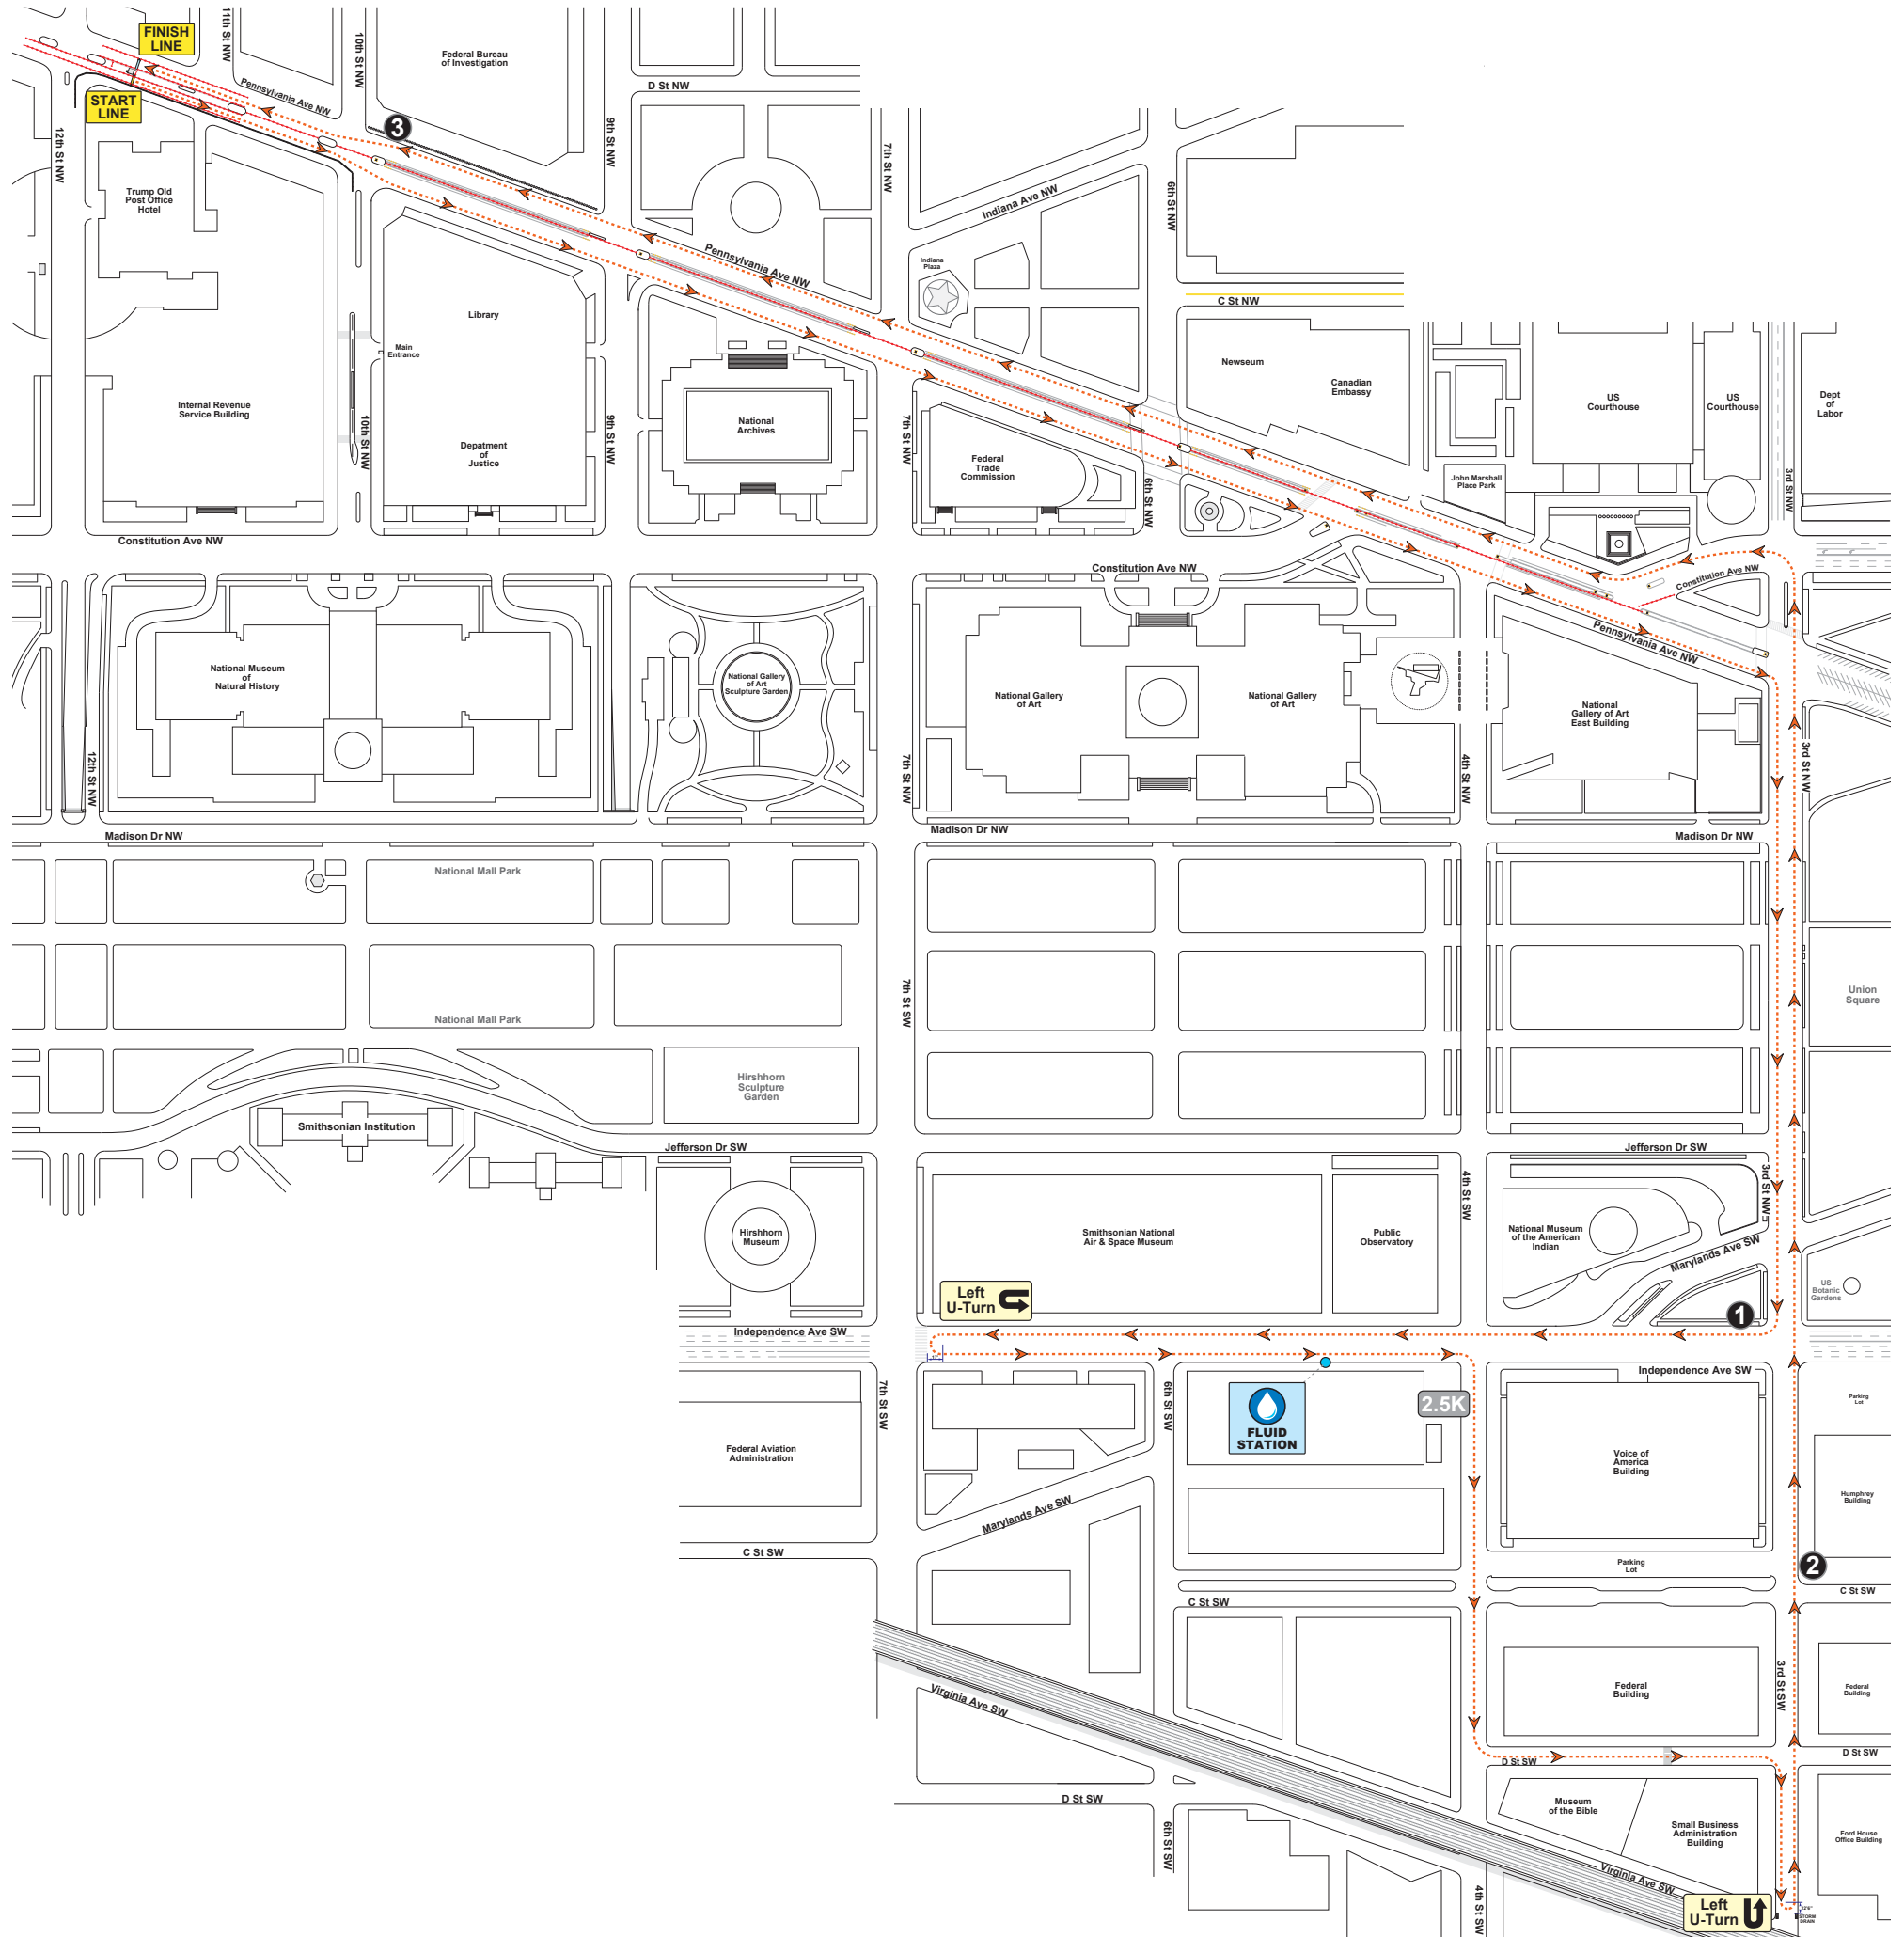 FINISH
LINE
START
LINE
11th St NW
10th St NW
Pennsylvania Ave NW
Federal Bureau
of Investigation
D St NW
3
12th St NW
9th St NW
7th St NW
6th St NW
Indiana Ave NW
Trump Old
Post Office
Hotel
Pennsylvania Ave NW
Indiana
Plaza
C St NW
Library
Main
Entrance
Newseum
Canadian
Embassy
US
Courthouse
US
Courthouse
Dept
of
Labor
Internal Revenue
Service Building
10th St NW
Depatment
of
Justice
9th St NW
National
Archives
7th St NW
Federal
Trade
Commission
6th St NW
John Marshall
Place Park
3rd St NW
Constitution Ave NW
Constitution Ave NW
Constitution Ave NW
Pennsylvania Ave NW
National Museum
of
Natural History
National Gallery
of Art
Sculpture Garden
National Gallery
of Art
National Gallery
of Art
National
Gallery of Art
East Building
12th St NW
7th St NW
4th St NW
3rd St NW
Madison Dr NW
Madison Dr NW
Madison Dr NW
National Mall Park
National Mall Park
7th St SW
Union
Square
Hirshhorn
Sculpture
Garden
Smithsonian Institution
Jefferson Dr SW
Jefferson Dr SW
Hirshhorn
Museum
Smithsonian National
Air & Space Museum
Public
Observatory
4th St SW
National Museum
of the American
Indian
3rd St NW
Marylands Ave SW
US
Botanic
Gardens
Left
U-Turn
1
Independence Ave SW
Independence Ave SW
7th St SW
6th St SW
FLUID
STATION
2.5K
Parking
Lot
Federal Aviation
Administration
Voice of
America
Building
Humphrey
Building
Marylands Ave SW
C St SW
Parking
Lot
2
C St SW
C St SW
Virginia Ave SW
Federal
Building
3rd St SW
Federal
Building
D St SW
D St SW
D St SW
6th St SW
Museum
of the Bible
Small Business
Administration
Building
Ford House
Office Building
Virginia Ave SW
4th St SW
Left
U-Turn
STORM
DRAIN